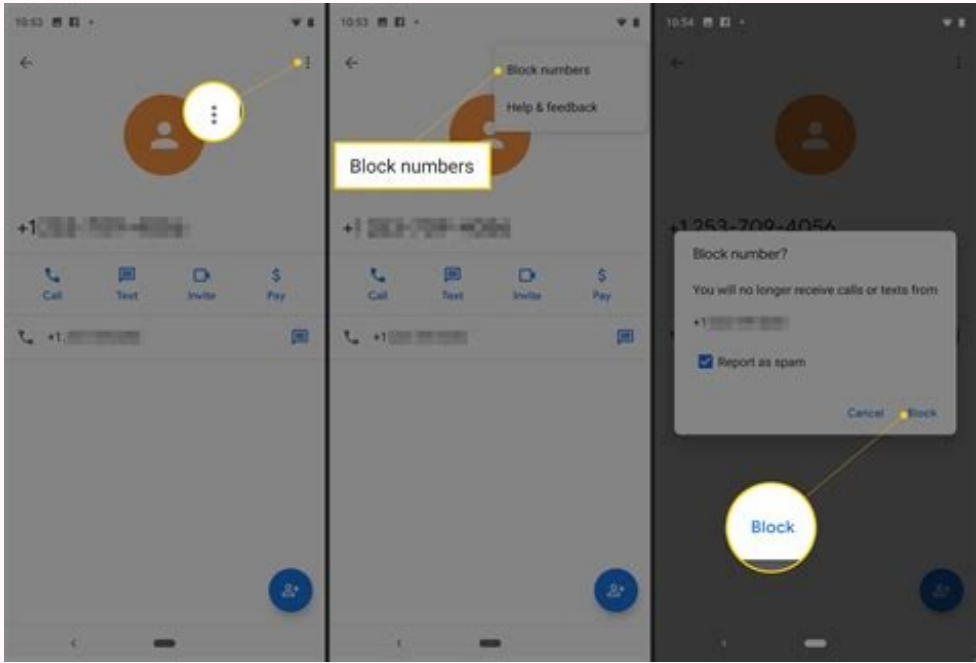 10:53
+1
Call Text Invite Pay
+1
10:53
Block numbers
Help & feedback
Block numbers
+1
Call Text Invite Pay
+1
10:54
+1 253-709-4056
Block number?
You will no longer receive calls or texts from
+1
Report as spam
Cancel Block
Block